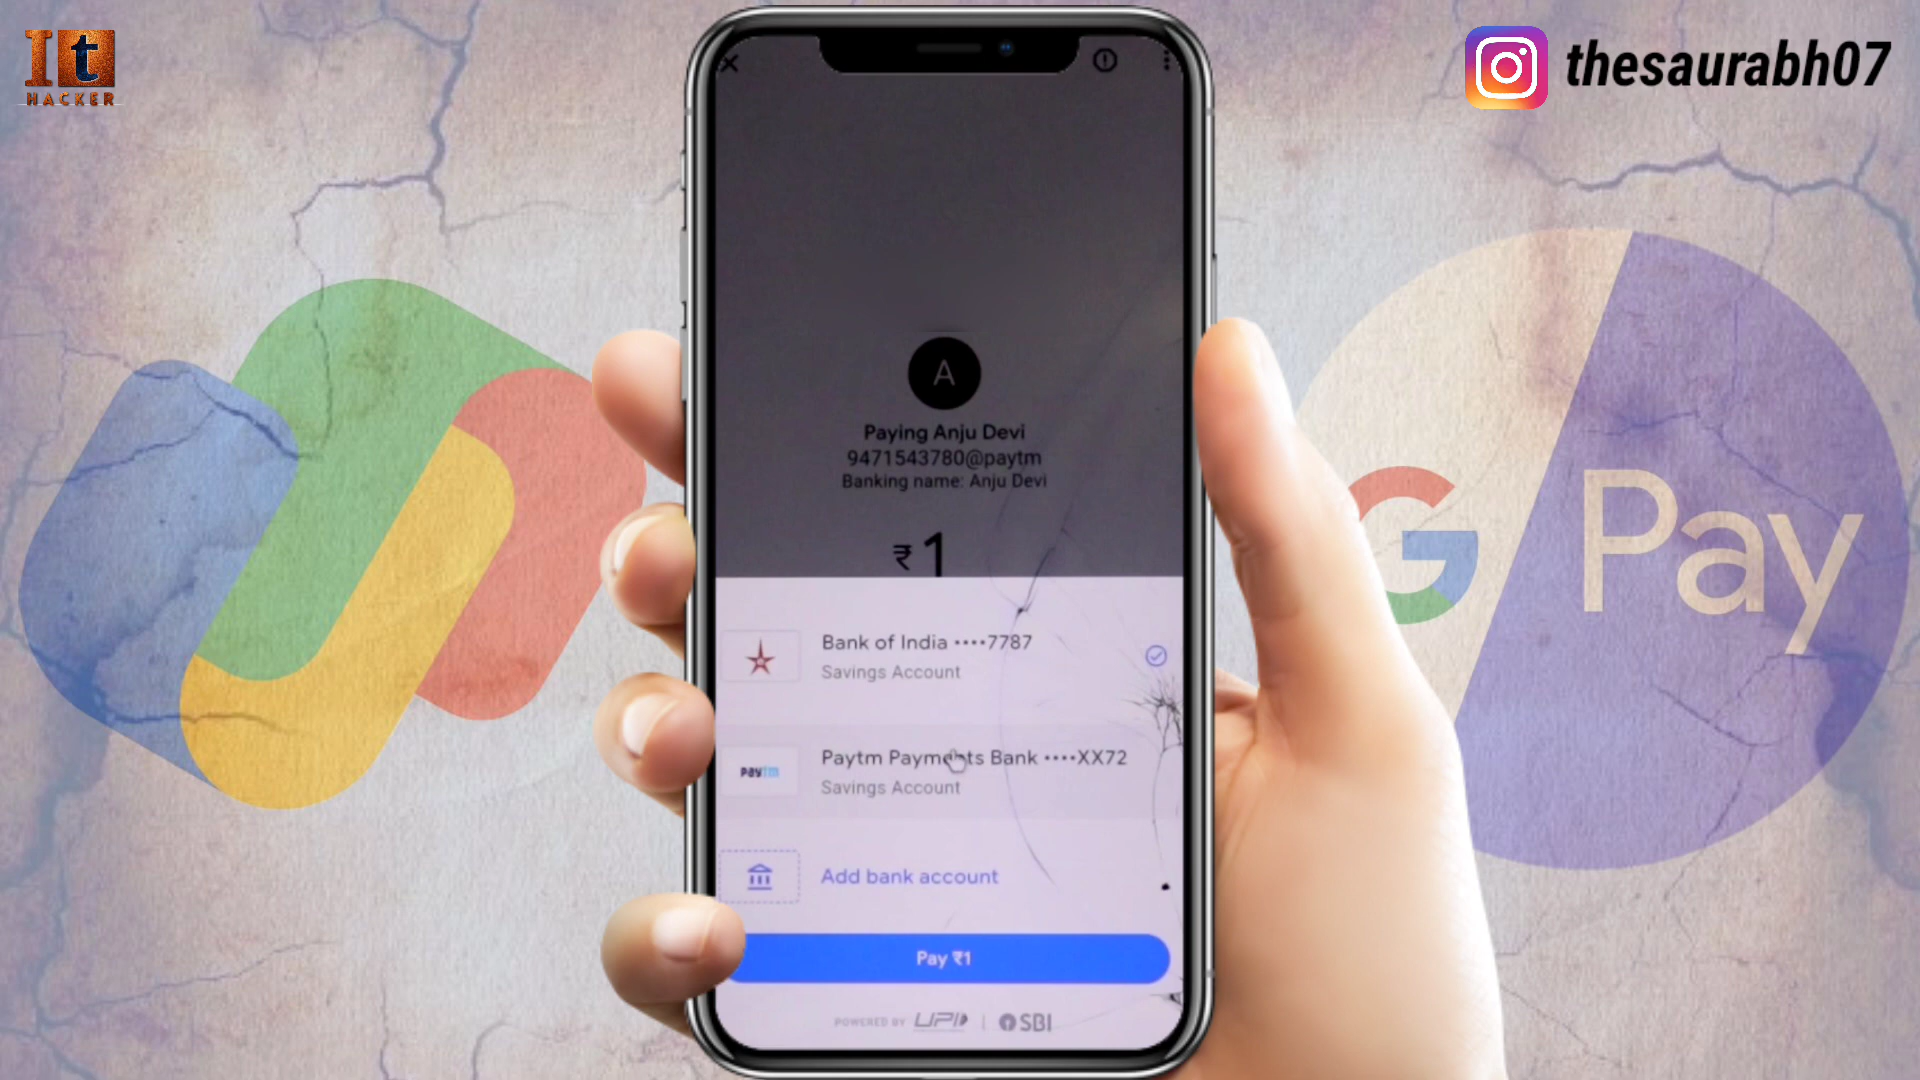 It
HACKER
thesaurabh07
A
Paying Anju Devi
9471543780@paytm
Banking name: Anju Devi
₹1
Bank of India ••••7787
Savings Account
paytm
Paytm Payments Bank ••••XX72
Savings Account
Add bank account
Pay ₹1
POWERED BY UPI | SBI
G Pay